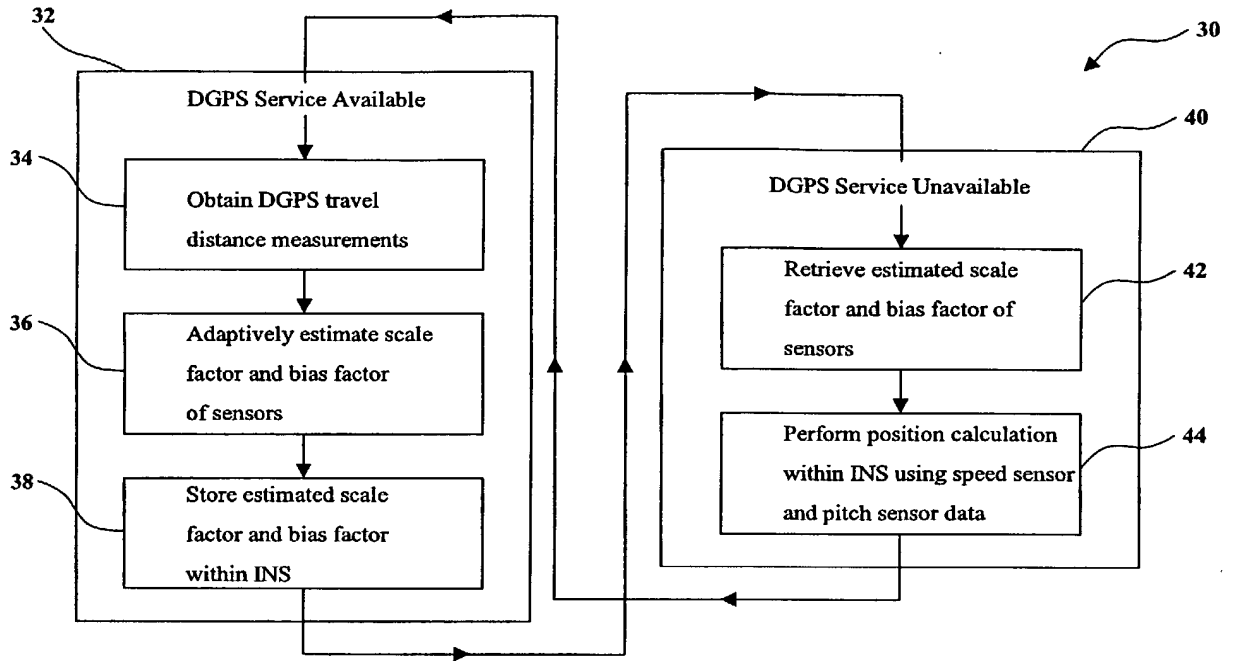 32
DGPS Service Available
34
Obtain DGPS travel
distance measurements
36
Adaptively estimate scale
factor and bias factor
of sensors
38
Store estimated scale
factor and bias factor
within INS
30
40
DGPS Service Unavailable
Retrieve estimated scale
factor and bias factor of
sensors
42
Perform position calculation
within INS using speed sensor
and pitch sensor data
44